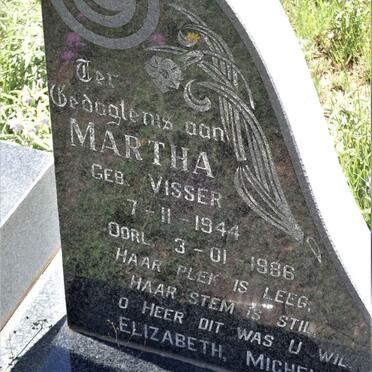 Ter
Gedagtenis aan
MARTHA
GEB. VISSER
7-11-1944
OORL. 3-01-1986
HAAR PLEK IS LEEG,
HAAR STEM IS STIL
O HEER DIT WAS U WIL
ELIZABETH,